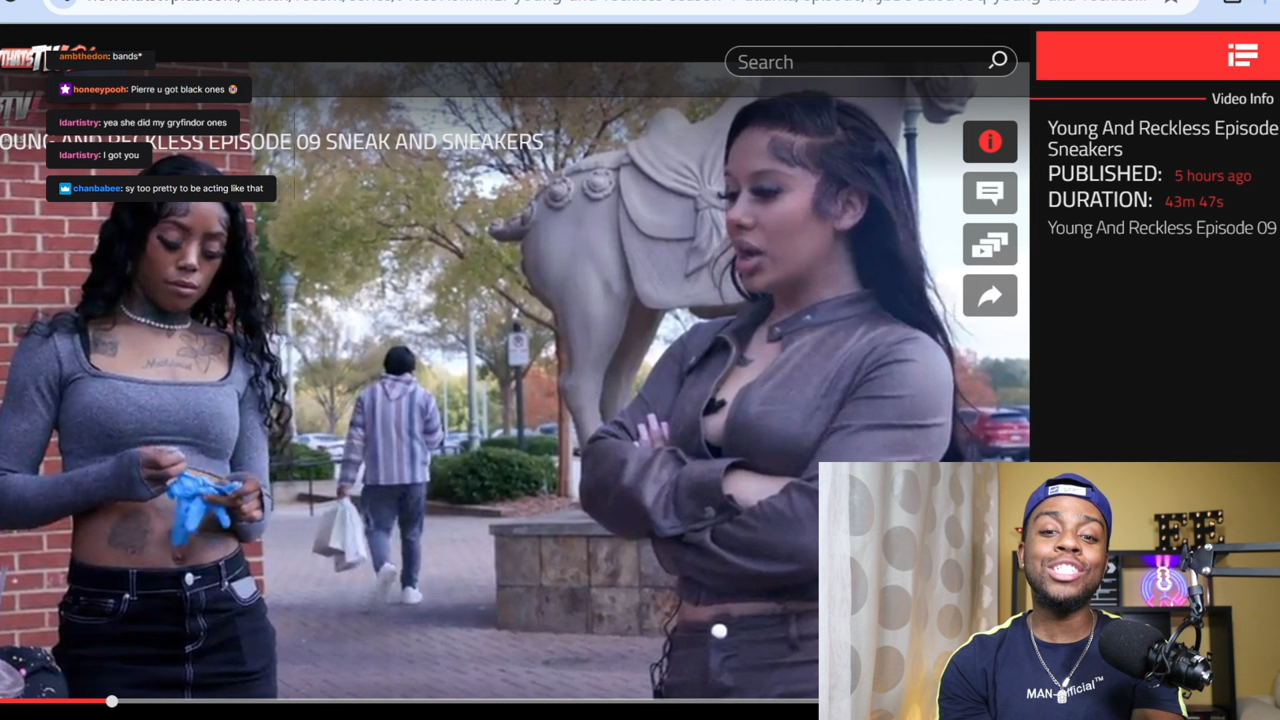 ambthedon: bands*
honeeypooh: Pierre u got black ones
ldartistry: yea she did my gryfindor ones
ldartistry: I got you
chanbabee: sy too pretty to be acting like that
OUNG AND RECKLESS EPISODE 09 SNEAK AND SNEAKERS
Search
Video Info
Young And Reckless Episode
Sneakers
PUBLISHED: 5 hours ago
DURATION: 43m 47s
Young And Reckless Episode 09
FF
MAN-